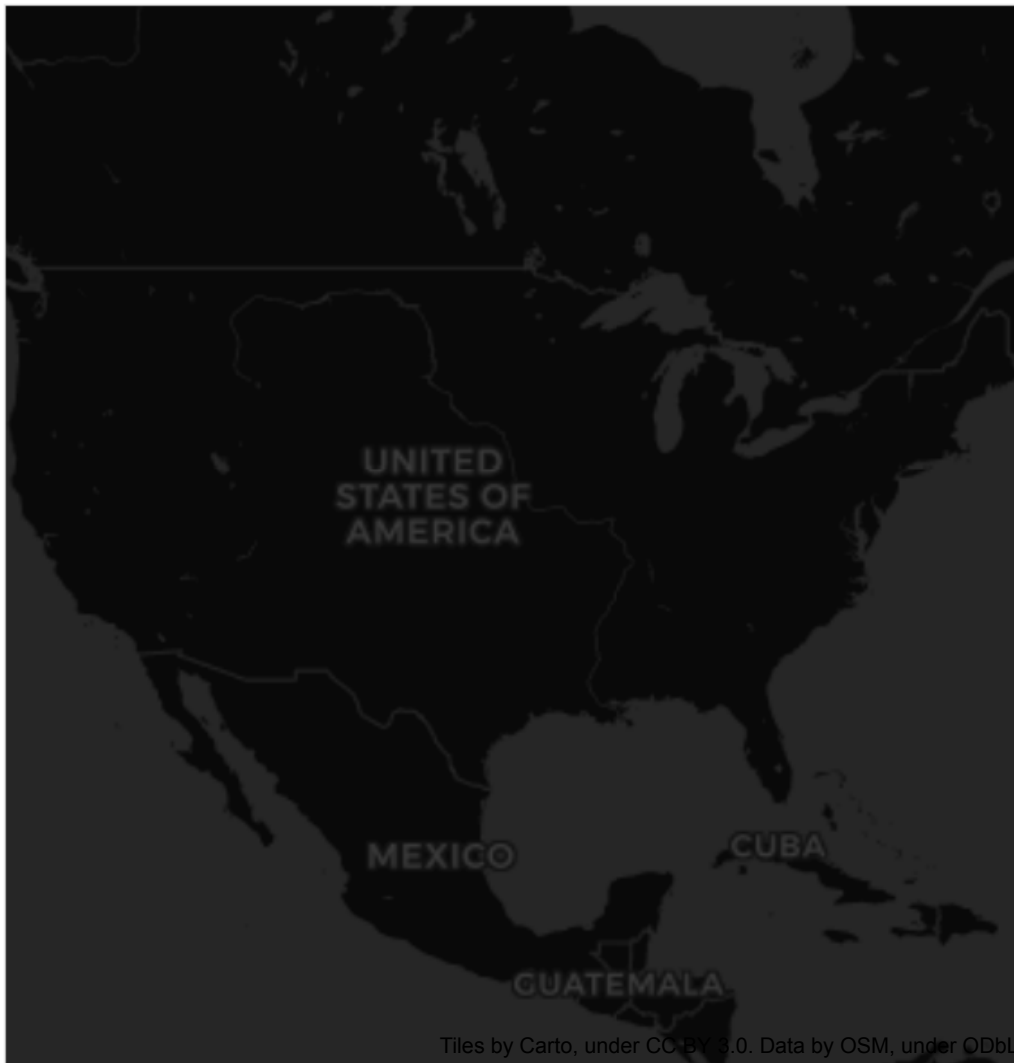 UNITED
STATES OF
AMERICA
MEXICO
CUBA
GUATEMALA
Tiles by Carto, under CC BY 3.0. Data by OSM, under ODbL